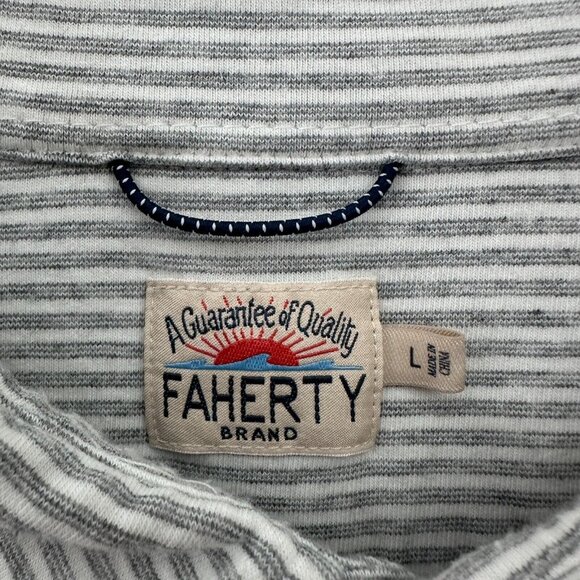 A Guarantee of Quality
FAHERTY
BRAND
L
MADE IN
CHINA